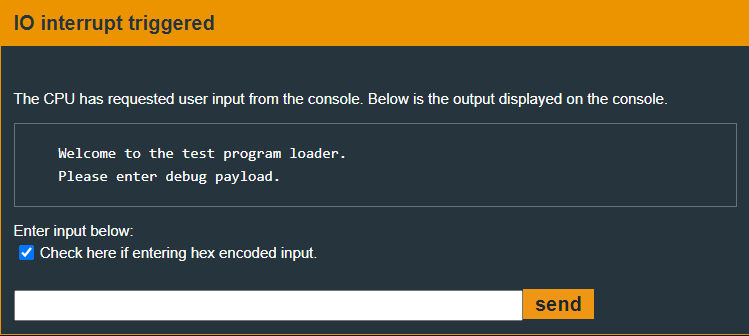 IO interrupt triggered
The CPU has requested user input from the console. Below is the output displayed on the console.
Welcome to the test program loader.
Please enter debug payload.
Enter input below:
Check here if entering hex encoded input.
send